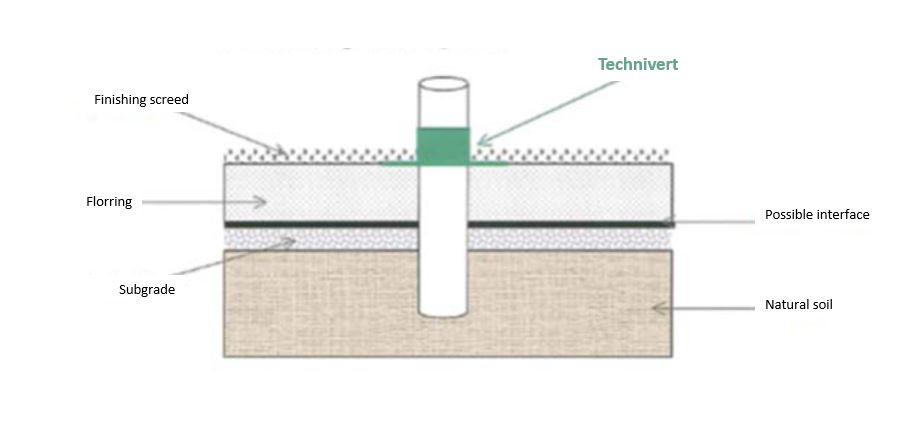 Technivert
Finishing screed
Florring
Possible interface
Subgrade
Natural soil